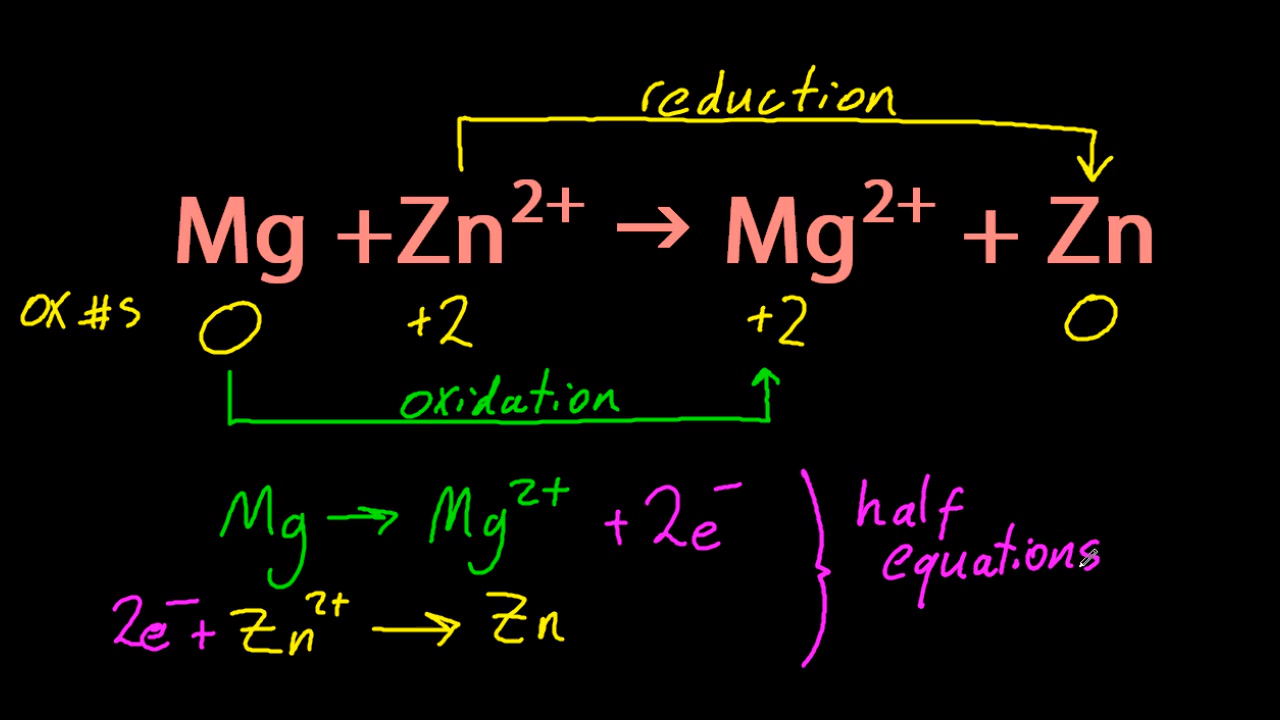 reduction
Mg + Zn²⁺ → Mg²⁺ + Zn
ox #s 0 +2 +2 0
oxidation
Mg → Mg²⁺ + 2e⁻
2e⁻ + Zn²⁺ → Zn
half
equations